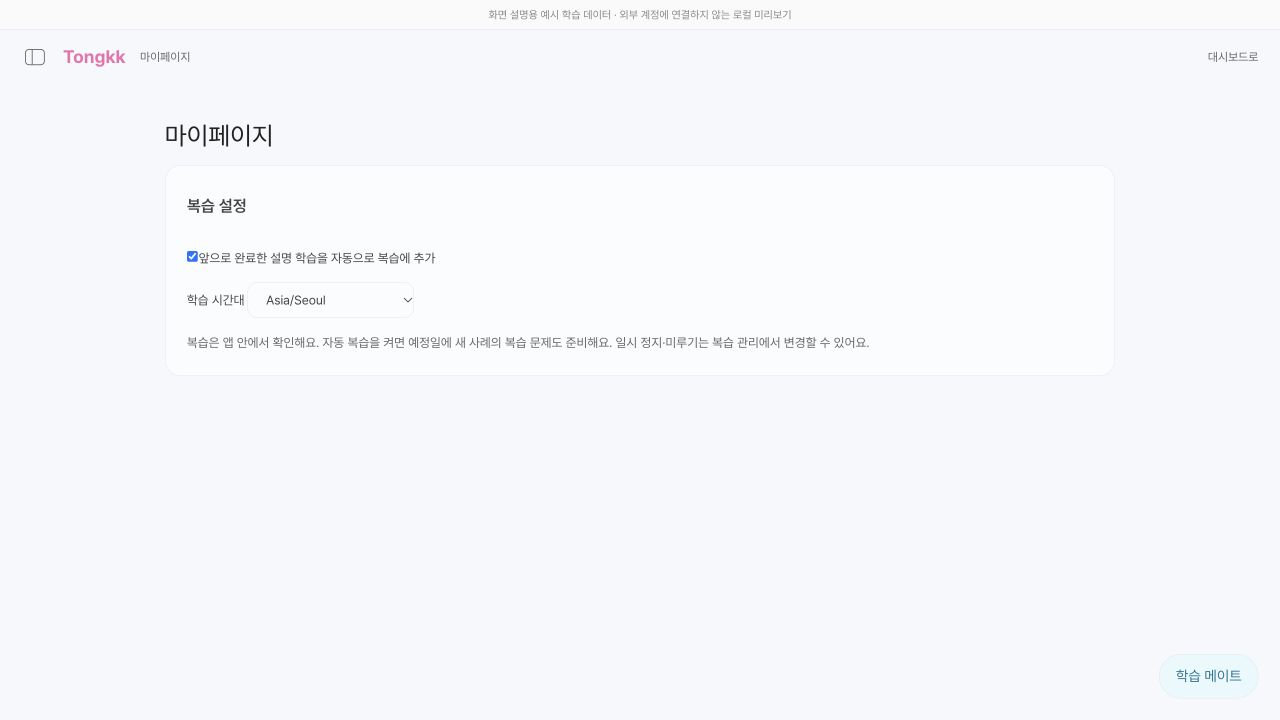 화면 설명용 예시 학습 데이터 · 외부 계정에 연결하지 않는 로컬 미리보기
Tongkk 마이페이지 대시보드로
마이페이지
복습 설정
앞으로 완료한 설명 학습을 자동으로 복습에 추가
학습 시간대 Asia/Seoul
복습은 앱 안에서 확인해요. 자동 복습을 켜면 예정일에 새 사례의 복습 문제도 준비해요. 일시 정지·미루기는 복습 관리에서 변경할 수 있어요.
학습 메이트